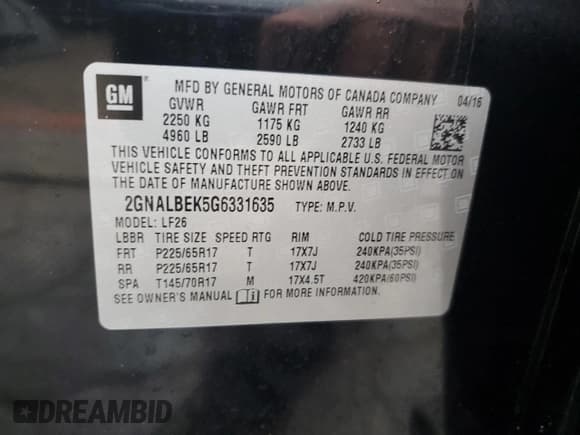 GM
MFD BY GENERAL MOTORS OF CANADA COMPANY 04/16
GVWR GAWR FRT GAWR RR
2250 KG 1175 KG 1240 KG
4960 LB 2590 LB 2733 LB
THIS VEHICLE CONFORMS TO ALL APPLICABLE U.S. FEDERAL MOTOR
VEHICLE SAFETY AND THEFT PREVENTION STANDARDS IN EFFECT ON
THE DATE OF MANUFACTURE SHOWN ABOVE.
2GNALBEK5G6331635 TYPE: M.P.V.
MODEL: LF26
LBBR TIRE SIZE SPEED RTG RIM COLD TIRE PRESSURE
FRT P225/65R17 T 17X7J 240KPA(35PSI)
RR P225/65R17 T 17X7J 240KPA(35PSI)
SPA T145/70R17 M 17X4.5T 420KPA(60PSI)
SEE OWNER'S MANUAL FOR MORE INFORMATION.
DREAMBID